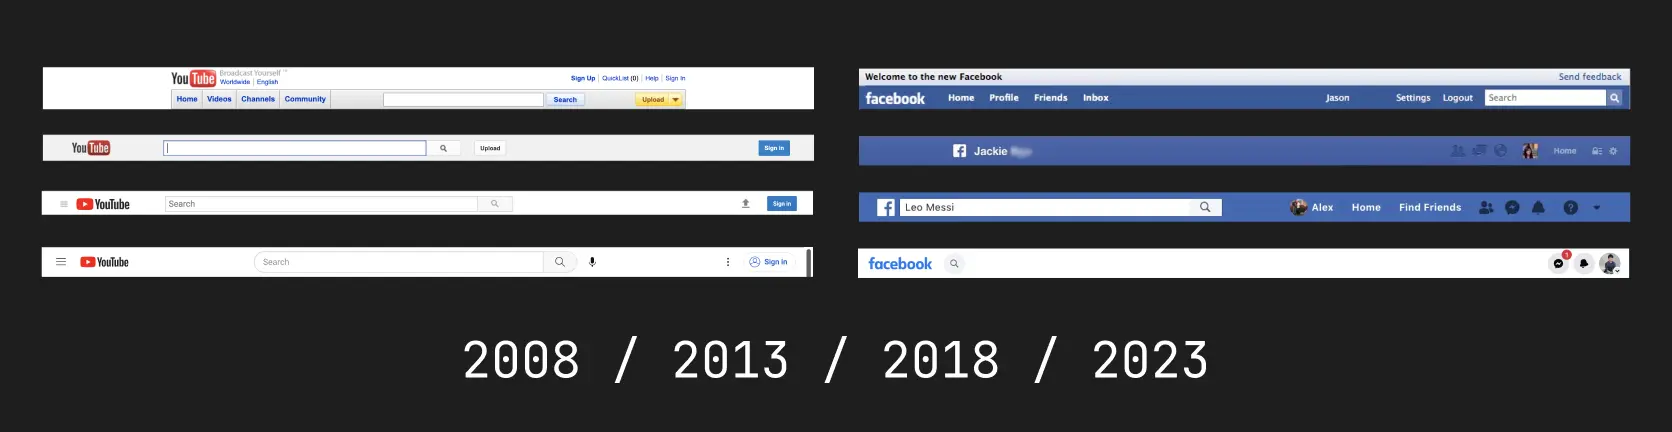 YouTube Broadcast Yourself™
Worldwide | English
Sign Up | QuickList (0) | Help | Sign In
Home Videos Channels Community Search Upload
YouTube Upload Sign in
YouTube Search Sign in
YouTube Search Sign in
Welcome to the new Facebook Send feedback
facebook Home Profile Friends Inbox Jason Settings Logout Search
f Jackie Home
f Leo Messi Alex Home Find Friends ?
facebook 1
2008 / 2013 / 2018 / 2023